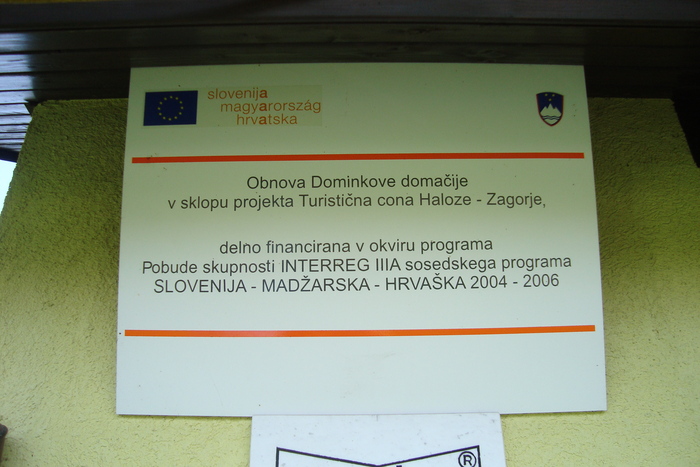 slovenija
magyarország
hrvatska
Obnova Dominkove domačije
v sklopu projekta Turistična cona Haloze - Zagorje,
delno financirana v okviru programa
Pobude skupnosti INTERREG IIIA sosedskega programa
SLOVENIJA - MADŽARSKA - HRVAŠKA 2004 - 2006
®